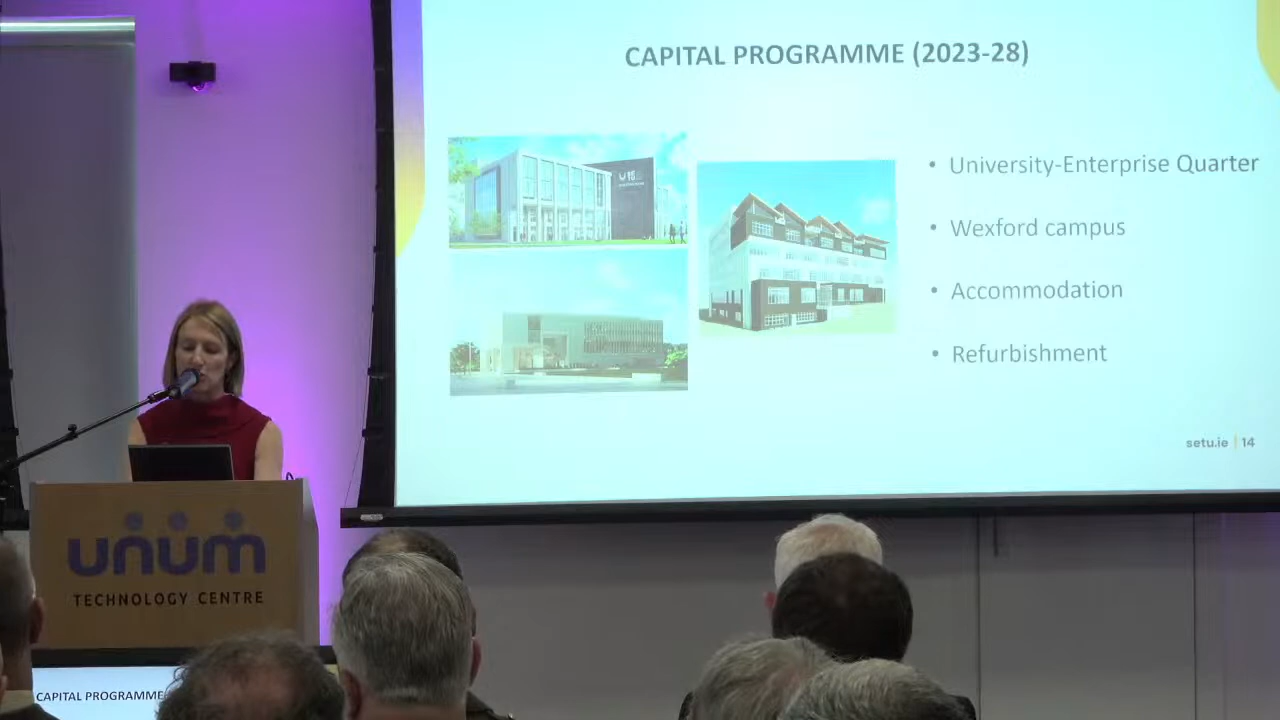 CAPITAL PROGRAMME (2023-28)
• University-Enterprise Quarter
• Wexford campus
• Accommodation
• Refurbishment
setu.ie | 14
unum
TECHNOLOGY CENTRE
CAPITAL PROGRAMME